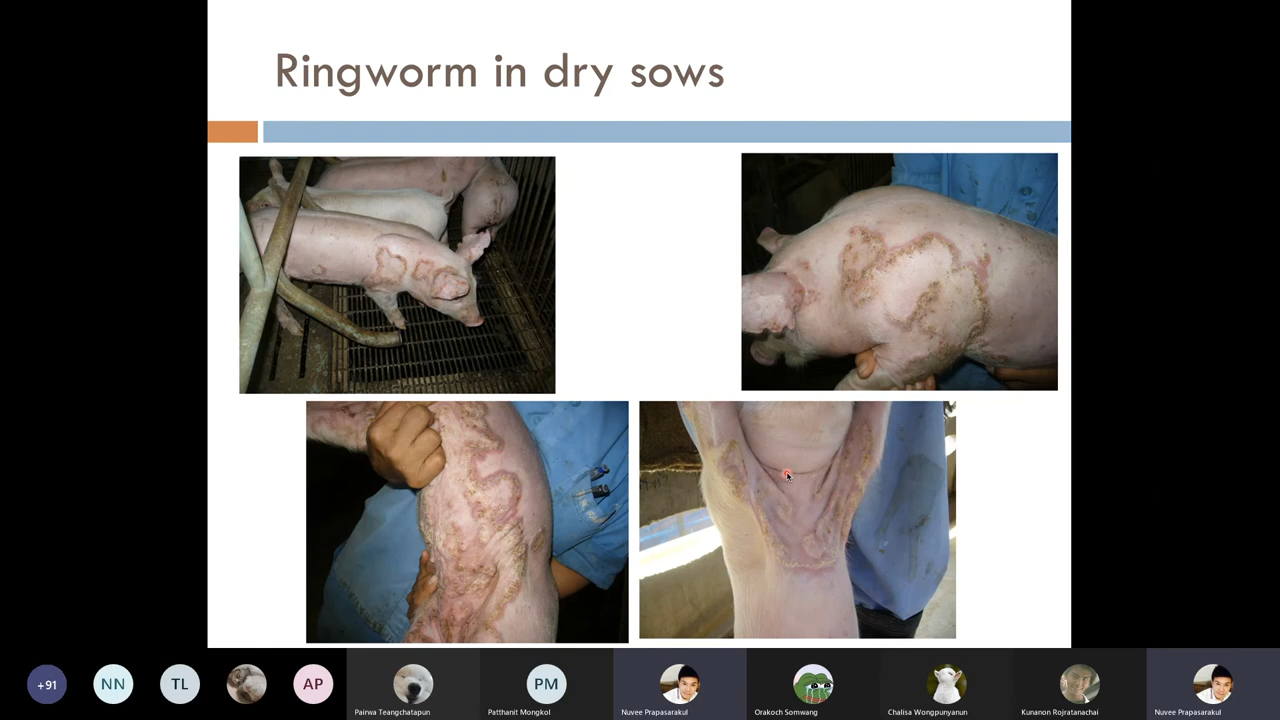 Ringworm in dry sows
+91
NN
TL
AP
PM
Pairwa Teangchatapun
Patthanit Mongkol
Nuvee Prapasarakul
Orakoch Somwang
Chalisa Wongpunyanun
Kunanon Rojratanachai
Nuvee Prapasarakul